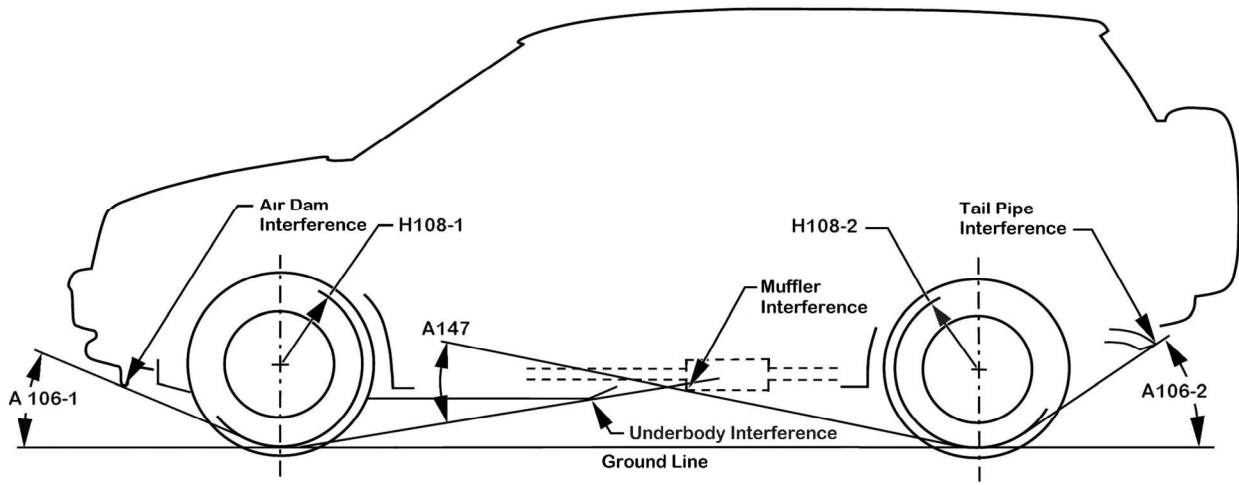 Air Dam
Interference
H108-1
H108-2
Tail Pipe
Interference
Muffler
Interference
A147
A 106-1
A106-2
Underbody Interference
Ground Line